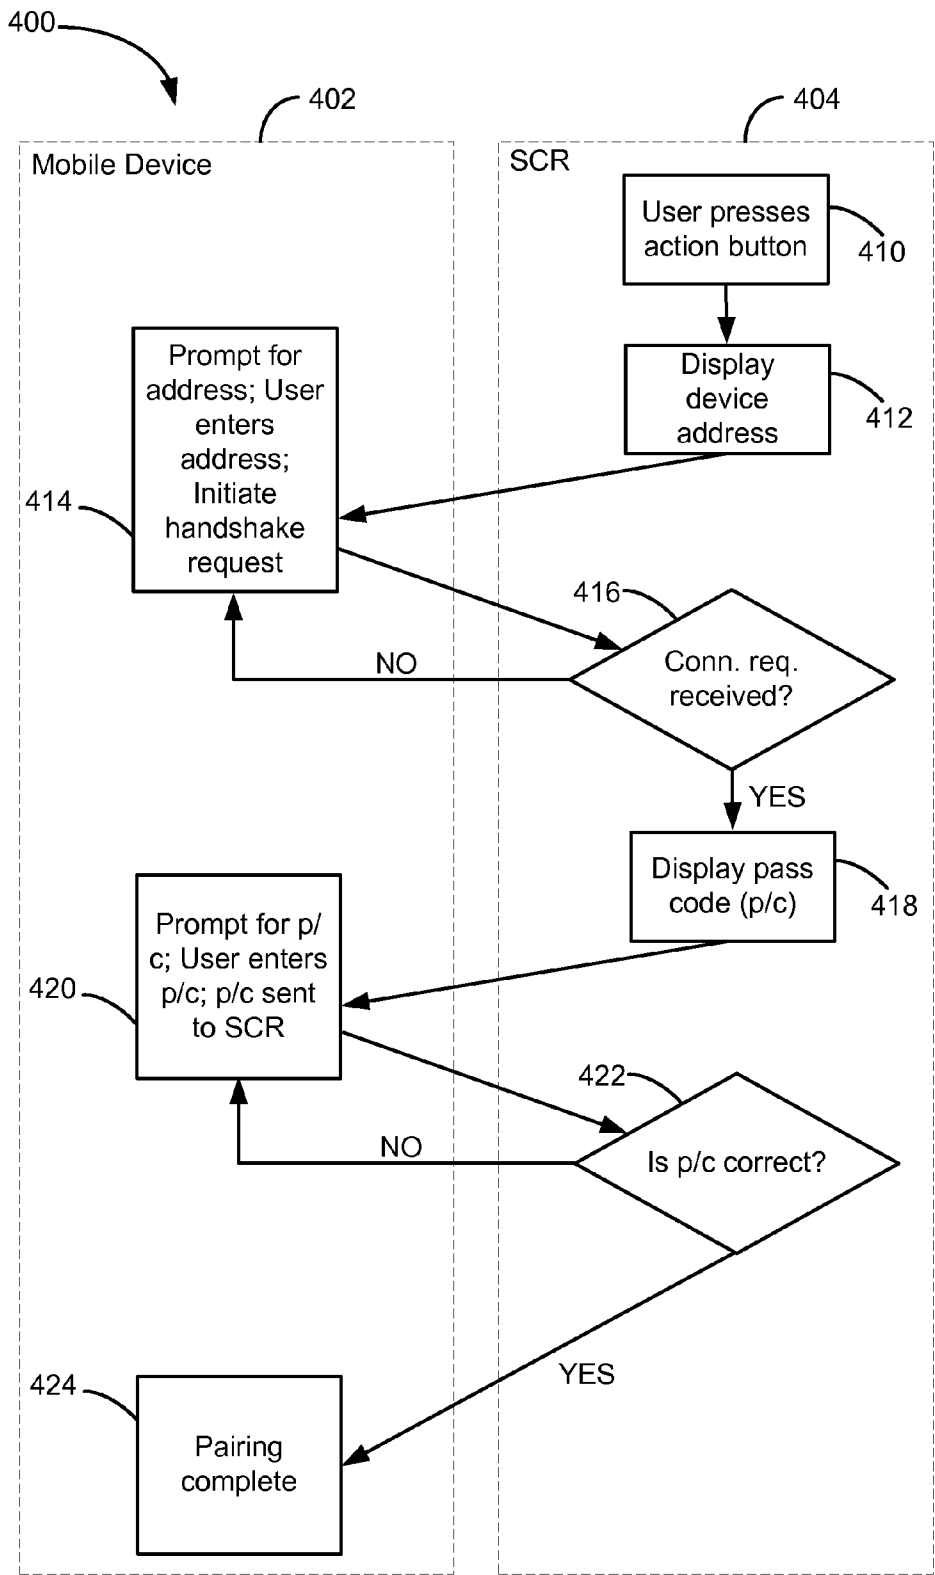 400
402
404
Mobile Device
SCR
User presses
action button
410
Display
device
address
412
Prompt for
address; User
enters
address;
Initiate
handshake
request
414
416
Conn. req.
received?
NO
YES
Display pass
code (p/c)
418
Prompt for p/
c; User enters
p/c; p/c sent
to SCR
420
422
Is p/c correct?
NO
YES
424
Pairing
complete